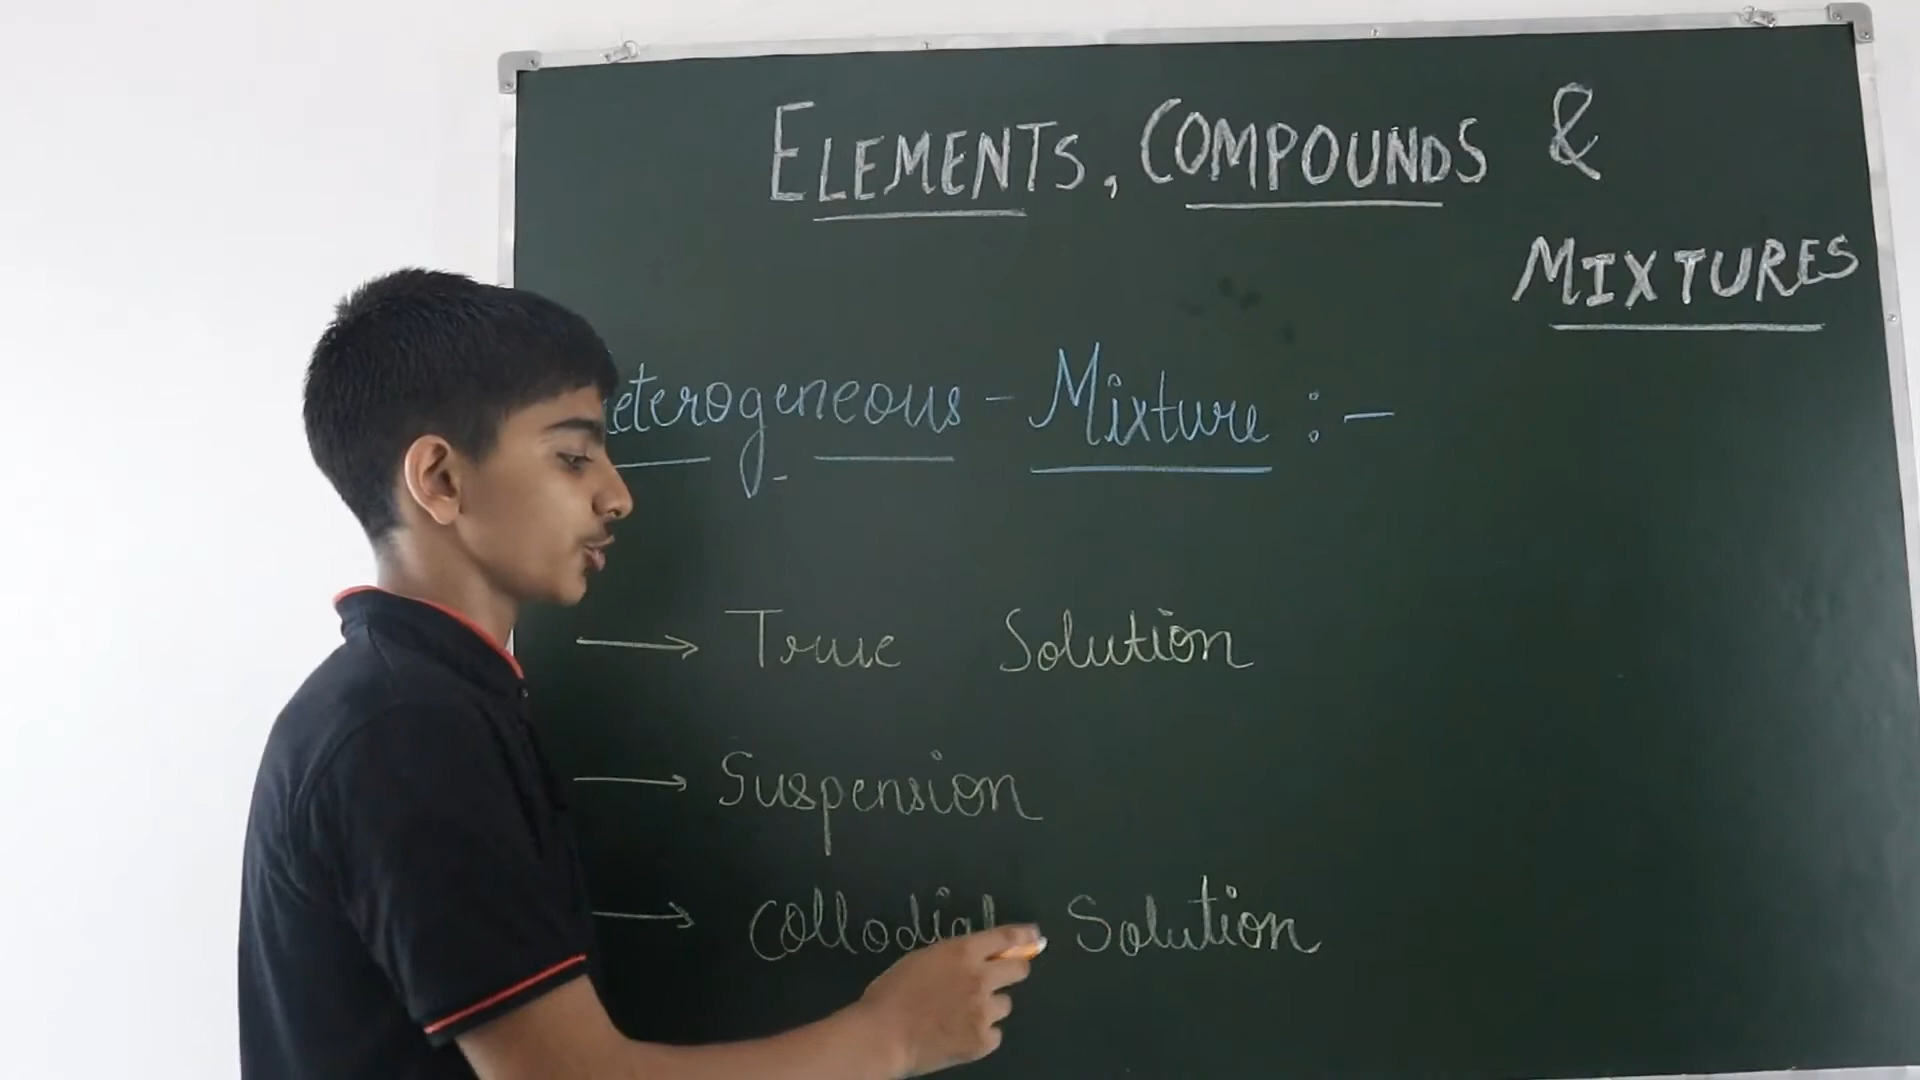 ELEMENTS, COMPOUNDS &
MIXTURES
eterogeneous - Mixture :-
→ True Solution
→ Suspension
→ Collodial Solution